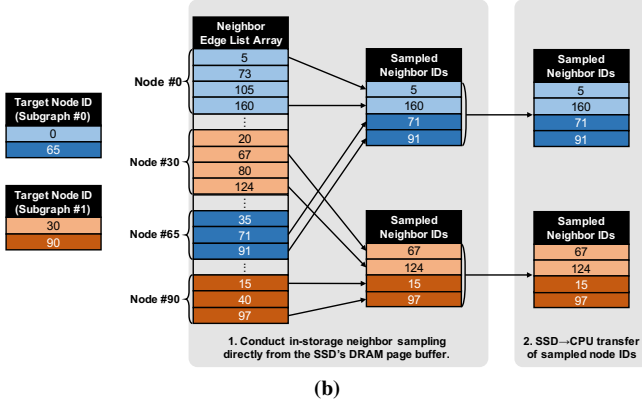 Target Node ID
(Subgraph #0)
0
65
Target Node ID
(Subgraph #1)
30
90
Neighbor
Edge List Array
Node #0
5
73
105
160
⋮
Node #30
20
67
80
124
⋮
Node #65
35
71
91
⋮
Node #90
15
40
97
Sampled
Neighbor IDs
5
160
71
91
Sampled
Neighbor IDs
67
124
15
97
1. Conduct in-storage neighbor sampling
directly from the SSD's DRAM page buffer.
Sampled
Neighbor IDs
5
160
71
91
Sampled
Neighbor IDs
67
124
15
97
2. SSD→CPU transfer
of sampled node IDs
(b)